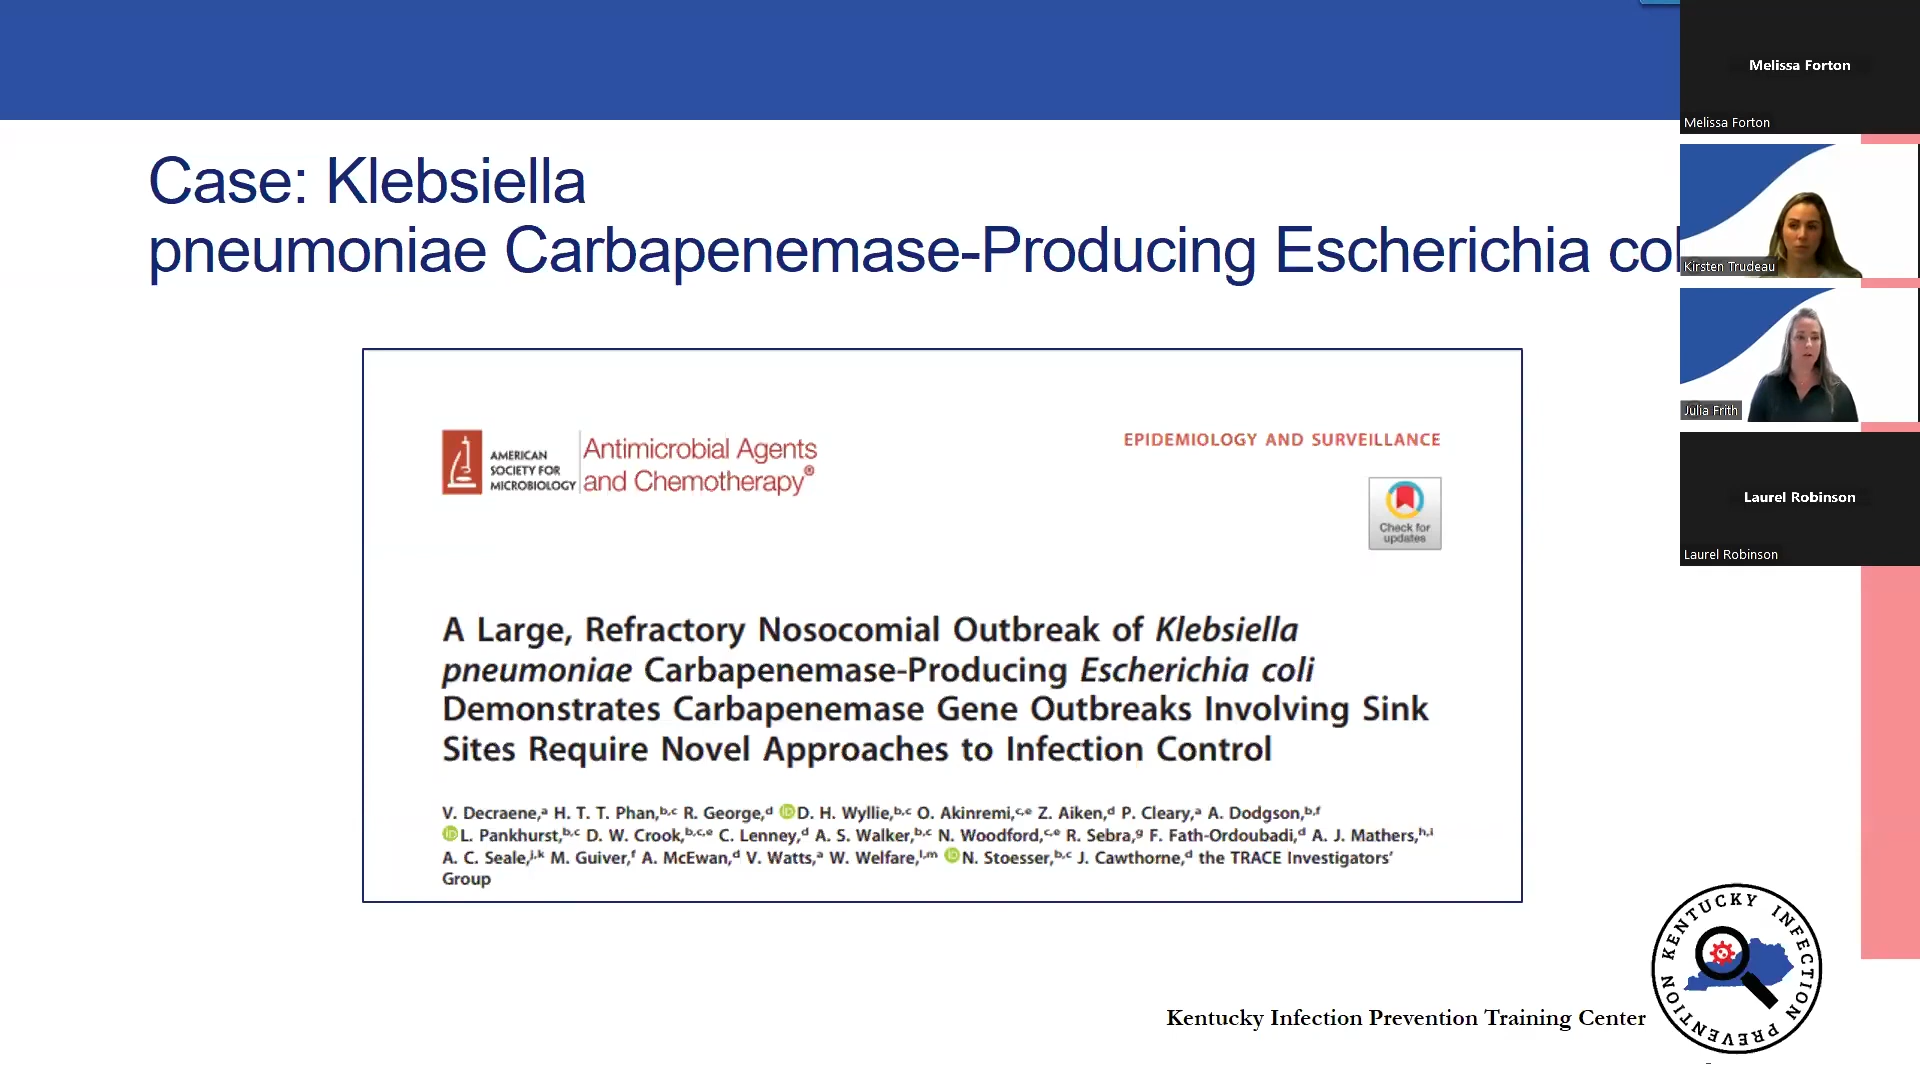 Case: Klebsiella
pneumoniae Carbapenemase-Producing Escherichia col
AMERICAN
SOCIETY FOR
MICROBIOLOGY
Antimicrobial Agents
and Chemotherapy®
EPIDEMIOLOGY AND SURVEILLANCE
Check for
updates
A Large, Refractory Nosocomial Outbreak of Klebsiella
pneumoniae Carbapenemase-Producing Escherichia coli
Demonstrates Carbapenemase Gene Outbreaks Involving Sink
Sites Require Novel Approaches to Infection Control
V. Decraene,ᵃ H. T. T. Phan,ᵇ,ᶜ R. George,ᵈ iD D. H. Wyllie,ᵇ,ᶜ O. Akinremi,ᶜ,ᵉ Z. Aiken,ᵈ P. Cleary,ᵃ A. Dodgson,ᵇ,ᶠ
iD L. Pankhurst,ᵇ,ᶜ D. W. Crook,ᵇ,ᶜ,ᵉ C. Lenney,ᵈ A. S. Walker,ᵇ,ᶜ N. Woodford,ᶜ,ᵉ R. Sebra,ᵍ F. Fath-Ordoubadi,ᵈ A. J. Mathers,ʰ,ⁱ
A. C. Seale,ʲ,ᵏ M. Guiver,ᶠ A. McEwan,ᵈ V. Watts,ᵃ W. Welfare,ˡ,ᵐ iD N. Stoesser,ᵇ,ᶜ J. Cawthorne,ᵈ the TRACE Investigators'
Group
Kentucky Infection Prevention Training Center
KENTUCKY INFECTION PREVENTION
Melissa Forton
Melissa Forton
Kirsten Trudeau
Julia Frith
Laurel Robinson
Laurel Robinson